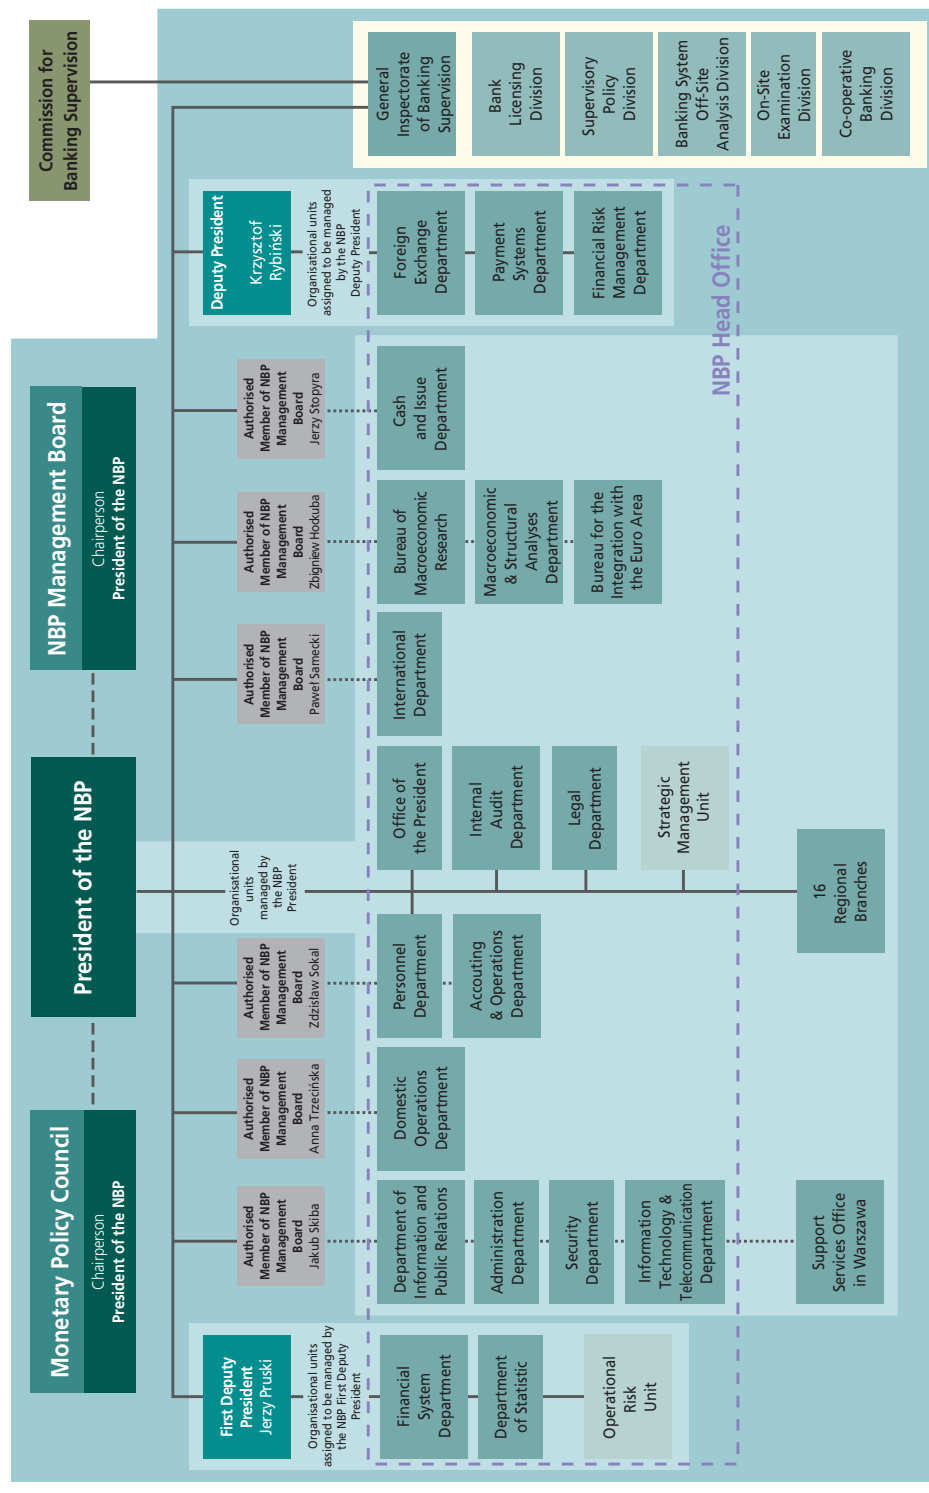 Monetary Policy Council
Chairperson
President of the NBP
President of the NBP
NBP Management Board
Chairperson
President of the NBP
Commission for
Banking Supervision
First Deputy
President
Jerzy Pruski
Organisational units
assigned to be managed by
the NBP First Deputy
President
Financial
System
Department
Department
of Statistic
Operational
Risk
Unit
Authorised
Member of NBP
Management
Board
Jakub Skiba
Department of
Information and
Public Relations
Administration
Department
Security
Department
Information
Technology &
Telecommunication
Department
Support
Services Office
in Warszawa
Authorised
Member of NBP
Management
Board
Anna Trzecińska
Domestic
Operations
Department
Authorised
Member of NBP
Management
Board
Zdzisław Sokal
Personnel
Department
Accouting
& Operations
Department
Organisational
units
managed by
the NBP
President
Office of
the President
Internal
Audit
Department
Legal
Department
Strategic
Management
Unit
16
Regional
Branches
Authorised
Member of NBP
Management
Board
Paweł Samecki
International
Department
Authorised
Member of NBP
Management
Board
Zbigniew Hockuba
Bureau of
Macroeconomic
Research
Macroeconomic
& Structural
Analyses
Department
Bureau for the
Integration with
the Euro Area
Authorised
Member of NBP
Management
Board
Jerzy Stopyra
Cash
and Issue
Department
Deputy President
Krzysztof
Rybiński
Organisational units
assigned to be managed
by the NBP
Deputy President
Foreign
Exchange
Department
Payment
Systems
Department
Financial Risk
Management
Department
NBP Head Office
General
Inspectorate
of Banking
Supervision
Bank
Licensing
Division
Supervisory
Policy
Division
Banking System
Off-Site
Analysis Division
On-Site
Examination
Division
Co-operative
Banking
Division